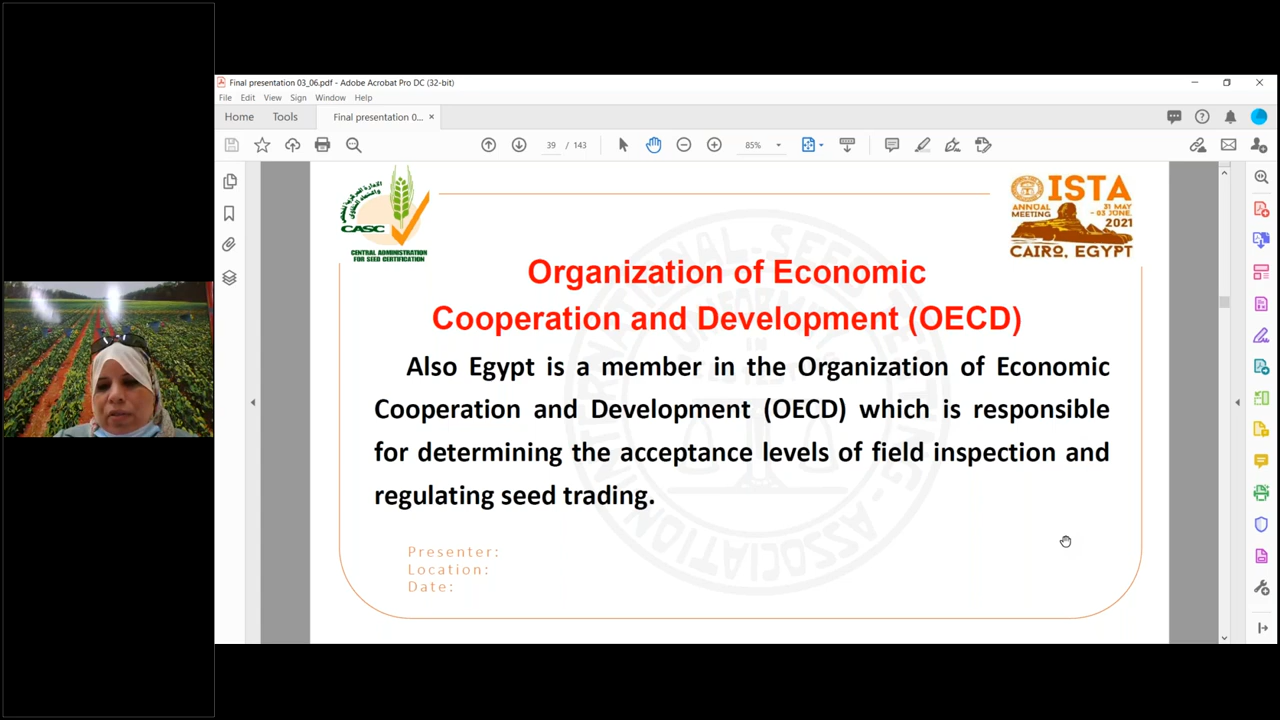 Final presentation 03_06.pdf - Adobe Acrobat Pro DC (32-bit)
File Edit View Sign Window Help
Home Tools Final presentation 0... ×
39 / 143 85%
CASC
CENTRAL ADMINISTRATION
FOR SEED CERTIFICATION
ISTA
ANNUAL MEETING 31 MAY - 03 JUNE. 2021
CAIRO, EGYPT
Organization of Economic
Cooperation and Development (OECD)
Also Egypt is a member in the Organization of Economic
Cooperation and Development (OECD) which is responsible
for determining the acceptance levels of field inspection and
regulating seed trading.
Presenter:
Location:
Date: